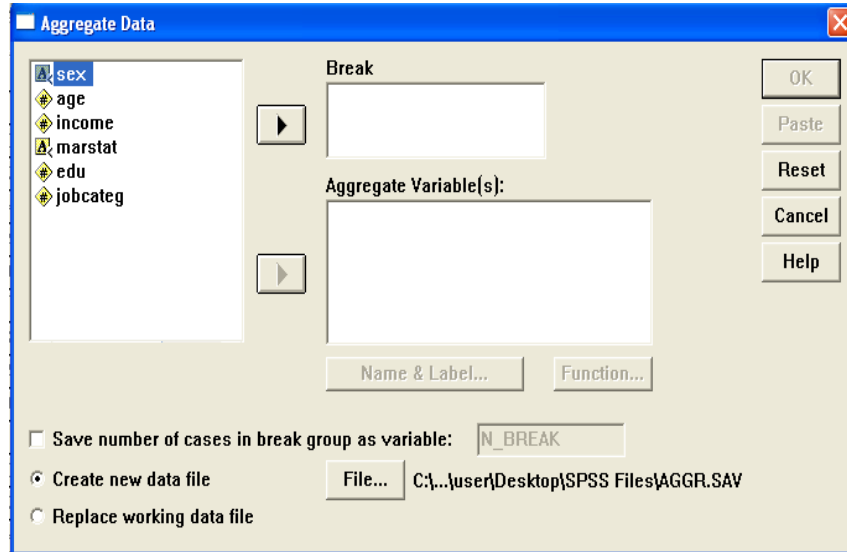 Aggregate Data
sex
age
income
marstat
edu
jobcateg
Break
Aggregate Variable(s):
Name & Label...
Function...
OK
Paste
Reset
Cancel
Help
Save number of cases in break group as variable: N_BREAK
Create new data file
File... C:\...\user\Desktop\SPSS Files\AGGR.SAV
Replace working data file